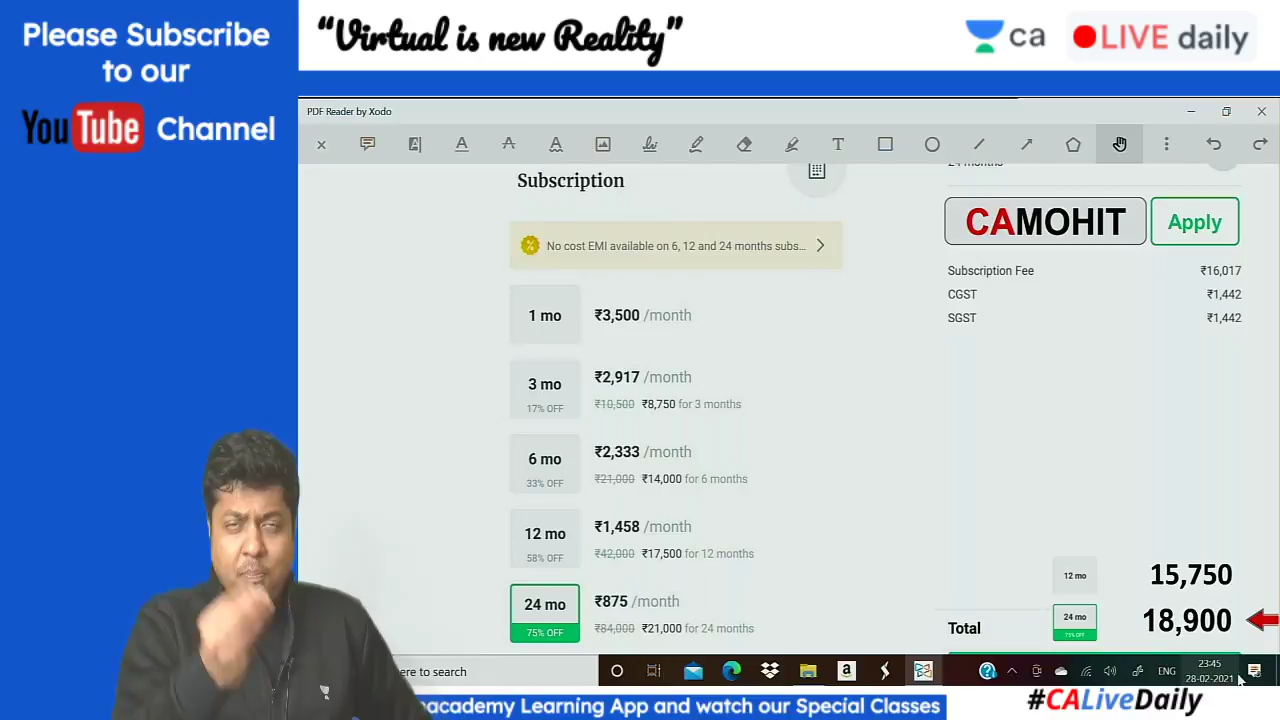 Please Subscribe
to our
YouTube Channel
“Virtual is new Reality”
ca
LIVE daily
PDF Reader by Xodo
24 months
Subscription
CAMOHIT
Apply
No cost EMI available on 6, 12 and 24 months subs...
Subscription Fee ₹16,017
CGST ₹1,442
SGST ₹1,442
1 mo
₹3,500 /month
3 mo
17% OFF
₹2,917 /month
₹10,500 ₹8,750 for 3 months
6 mo
33% OFF
₹2,333 /month
₹21,000 ₹14,000 for 6 months
12 mo
58% OFF
₹1,458 /month
₹42,000 ₹17,500 for 12 months
24 mo
75% OFF
₹875 /month
₹84,000 ₹21,000 for 24 months
12 mo
15,750
Total
24 mo
75% OFF
18,900
ere to search
ENG
23:45
28-02-2021
academy Learning App and watch our Special Classes
#CALiveDaily